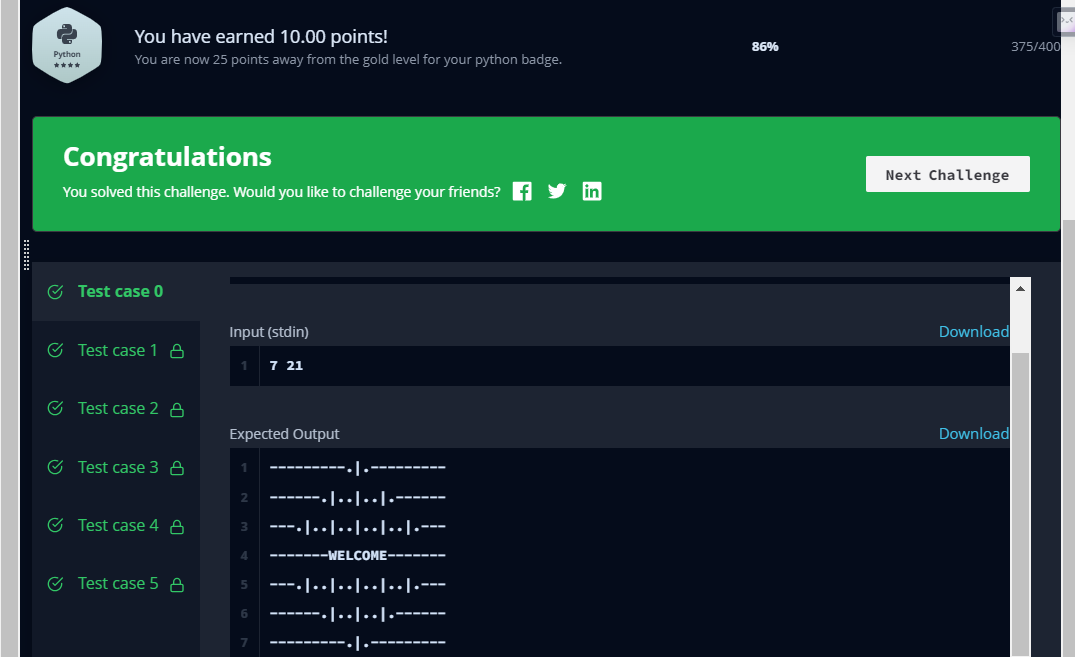 Python
★★★★
You have earned 10.00 points!
You are now 25 points away from the gold level for your python badge.
86%
375/400
Congratulations
You solved this challenge. Would you like to challenge your friends?
Next Challenge
Test case 0
Test case 1
Test case 2
Test case 3
Test case 4
Test case 5
Input (stdin)
Download
1 7 21
Expected Output
Download
1 ---------.|.---------
2 ------.|..|..|.------
3 ---.|..|..|..|..|.---
4 -------WELCOME-------
5 ---.|..|..|..|..|.---
6 ------.|..|..|.------
7 ---------.|.---------